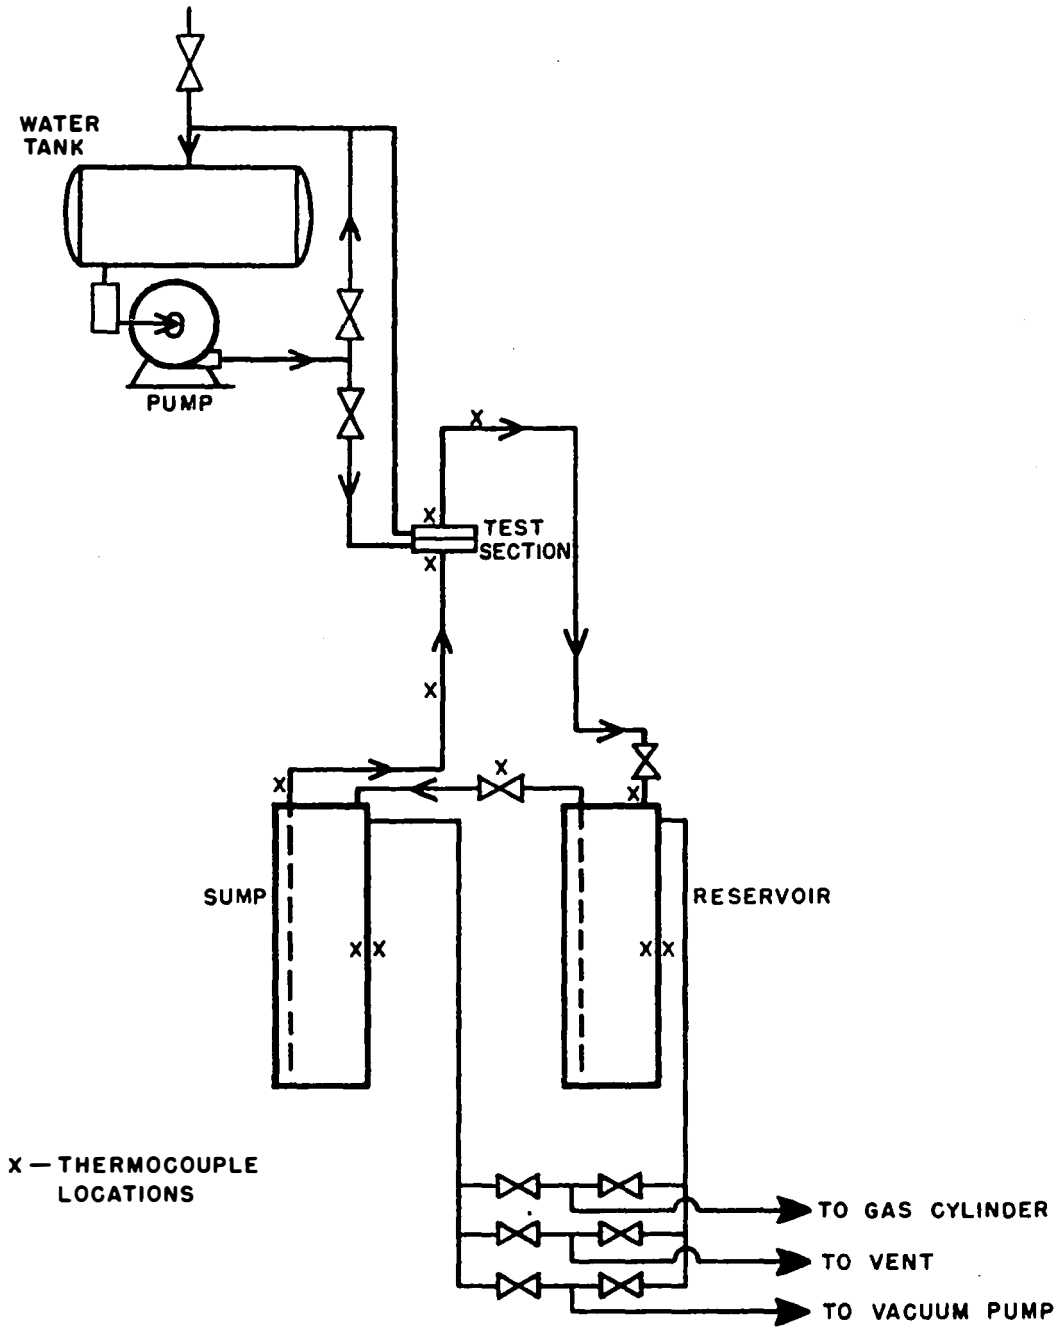 WATER
TANK
PUMP
X
X
TEST
SECTION
X
X
X
X
X
SUMP
RESERVOIR
X X
X X
X — THERMOCOUPLE
LOCATIONS
TO GAS CYLINDER
TO VENT
TO VACUUM PUMP